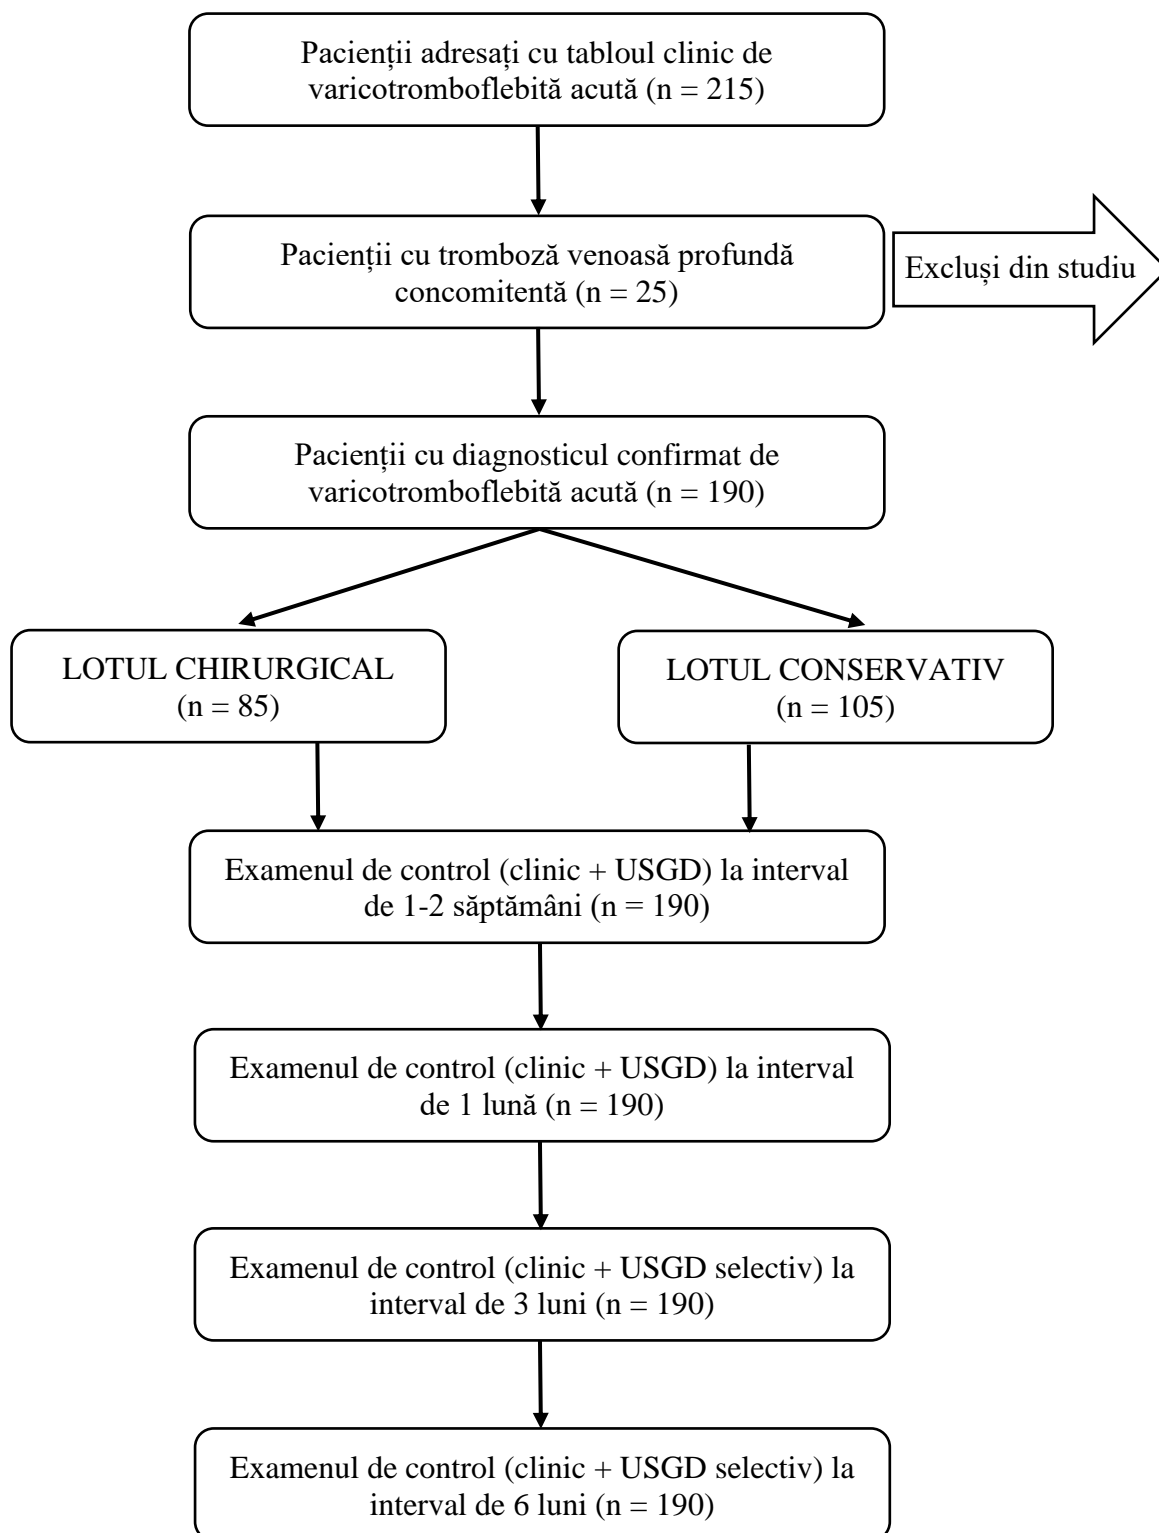 Pacienții adresați cu tabloul clinic de
varicotromboflebită acută (n = 215)
Pacienții cu tromboză venoasă profundă
concomitentă (n = 25)
Excluși din studiu
Pacienții cu diagnosticul confirmat de
varicotromboflebită acută (n = 190)
LOTUL CHIRURGICAL
(n = 85)
LOTUL CONSERVATIV
(n = 105)
Examenul de control (clinic + USGD) la interval
de 1-2 săptămâni (n = 190)
Examenul de control (clinic + USGD) la interval
de 1 lună (n = 190)
Examenul de control (clinic + USGD selectiv) la
interval de 3 luni (n = 190)
Examenul de control (clinic + USGD selectiv) la
interval de 6 luni (n = 190)